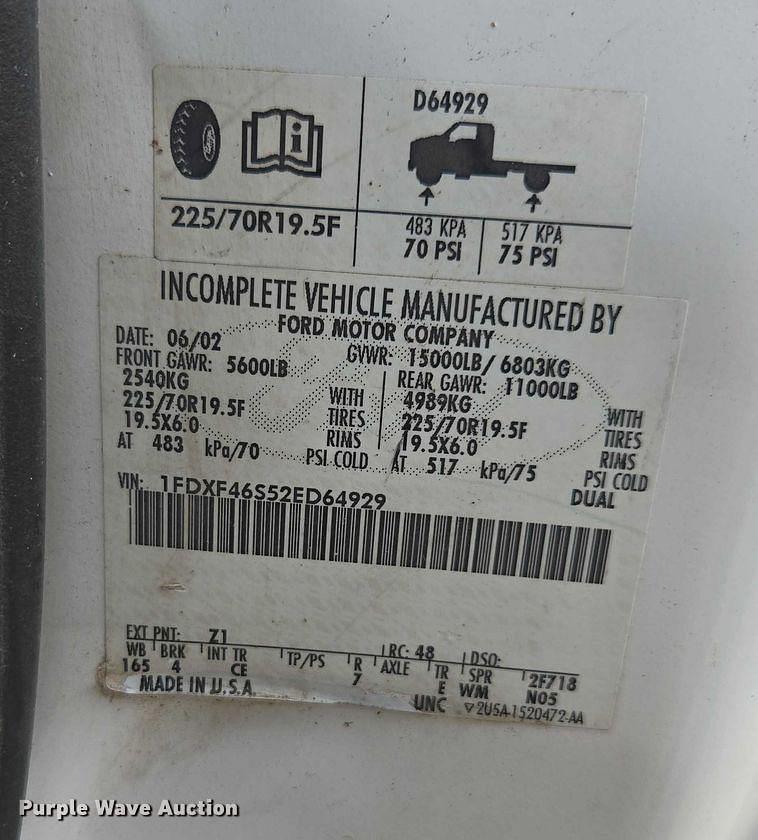 D64929
225/70R19.5F
483 KPA 517 KPA
70 PSI 75 PSI
INCOMPLETE VEHICLE MANUFACTURED BY
FORD MOTOR COMPANY
DATE: 06/02 GVWR: 15000LB/ 6803KG
FRONT GAWR: 5600LB REAR GAWR: 11000LB
2540KG WITH 4989KG WITH
225/70R19.5F TIRES 225/70R19.5F TIRES
19.5X6.0 RIMS 19.5X6.0 RIMS
AT 483 kPa/70 PSI COLD AT 517 kPa/75 PSI COLD
DUAL
VIN: 1FDXF46S52ED64929
EXT PNT: Z1 RC: 48 DSO:
WB BRK INT TR TP/PS R AXLE TR SPR 2F718
165 4 CE 7 E WM N05
MADE IN U.S.A. UNC ▽2U5A-1520472-AA
Purple Wave Auction